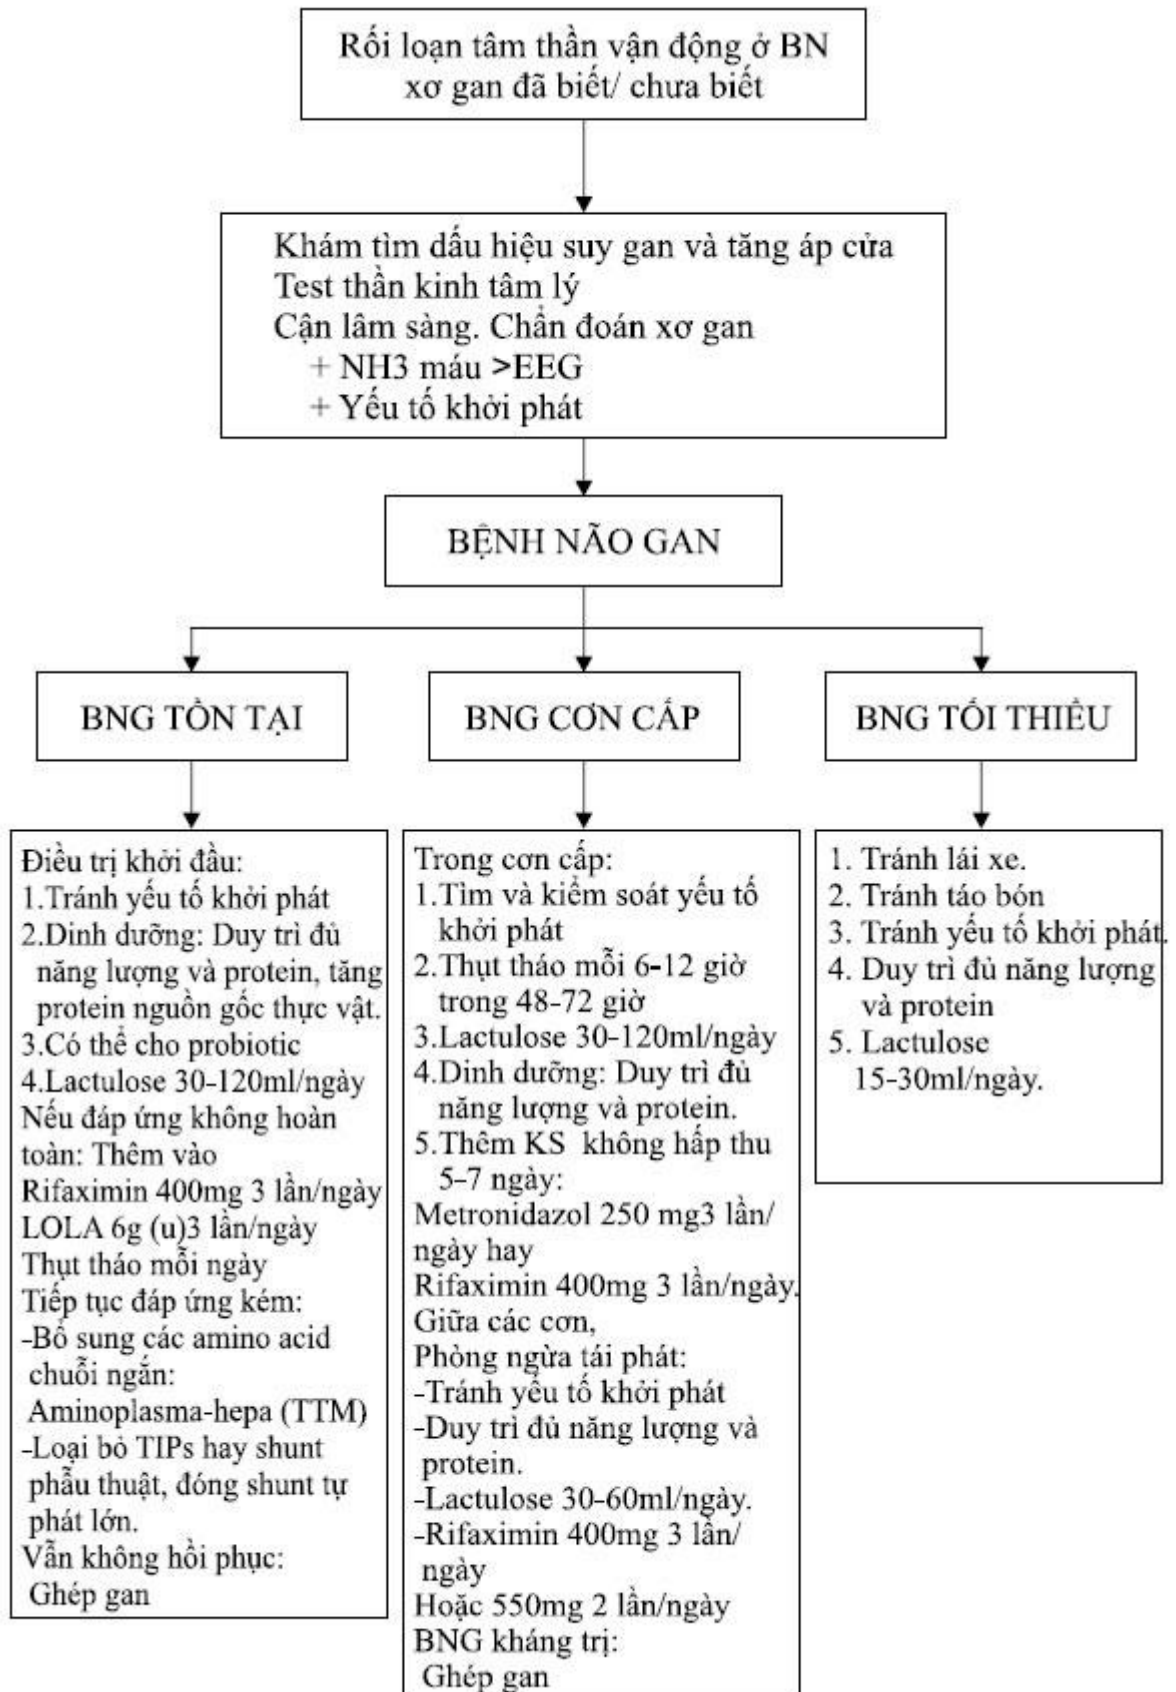 Rối loạn tâm thần vận động ở BN
xơ gan đã biết/ chưa biết
Khám tìm dấu hiệu suy gan và tăng áp cửa
Test thần kinh tâm lý
Cận lâm sàng. Chẩn đoán xơ gan
+ NH3 máu >EEG
+ Yếu tố khởi phát
BỆNH NÃO GAN
BNG TỒN TẠI
BNG CƠN CẤP
BNG TỐI THIỂU
Điều trị khởi đầu:
1.Tránh yếu tố khởi phát
2.Dinh dưỡng: Duy trì đủ
năng lượng và protein, tăng
protein nguồn gốc thực vật.
3.Có thể cho probiotic
4.Lactulose 30-120ml/ngày
Nếu đáp ứng không hoàn
toàn: Thêm vào
Rifaximin 400mg 3 lần/ngày
LOLA 6g (u)3 lần/ngày
Thụt tháo mỗi ngày
Tiếp tục đáp ứng kém:
-Bổ sung các amino acid
chuỗi ngắn:
Aminoplasma-hepa (TTM)
-Loại bỏ TIPs hay shunt
phẫu thuật, đóng shunt tự
phát lớn.
Vẫn không hồi phục:
Ghép gan
Trong cơn cấp:
1.Tìm và kiểm soát yếu tố
khởi phát
2.Thụt tháo mỗi 6-12 giờ
trong 48-72 giờ
3.Lactulose 30-120ml/ngày
4.Dinh dưỡng: Duy trì đủ
năng lượng và protein.
5.Thêm KS không hấp thu
5-7 ngày:
Metronidazol 250 mg3 lần/
ngày hay
Rifaximin 400mg 3 lần/ngày.
Giữa các cơn,
Phòng ngừa tái phát:
-Tránh yếu tố khởi phát
-Duy trì đủ năng lượng và
protein.
-Lactulose 30-60ml/ngày.
-Rifaximin 400mg 3 lần/
ngày
Hoặc 550mg 2 lần/ngày
BNG kháng trị:
Ghép gan
1. Tránh lái xe.
2. Tránh táo bón
3. Tránh yếu tố khởi phát.
4. Duy trì đủ năng lượng
và protein
5. Lactulose
15-30ml/ngày.